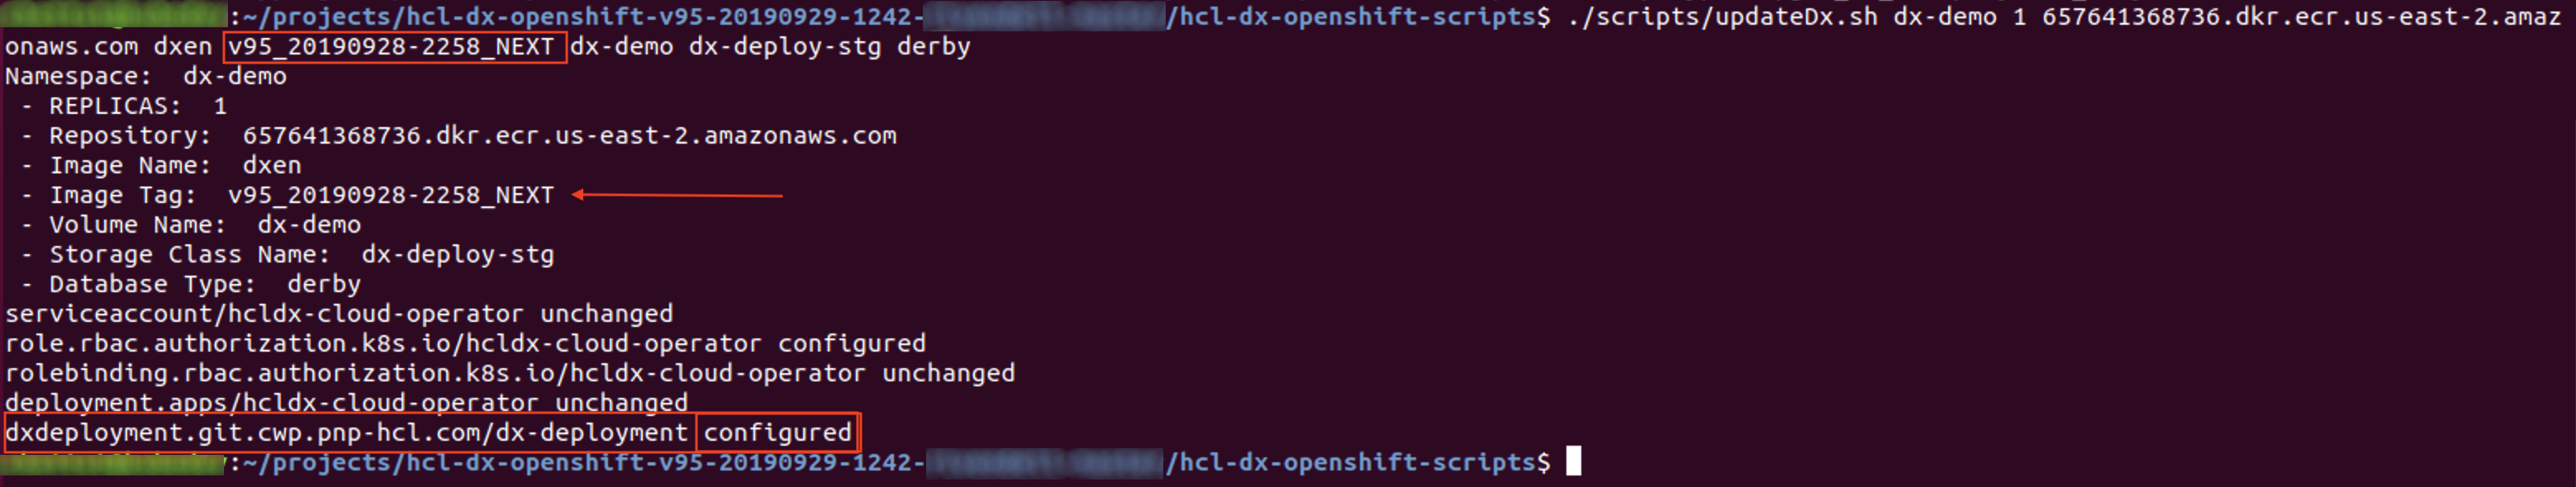 :~/projects/hcl-dx-openshift-v95-20190929-1242- /hcl-dx-openshift-scripts$ ./scripts/updateDx.sh dx-demo 1 657641368736.dkr.ecr.us-east-2.amaz
onaws.com dxen v95_20190928-2258_NEXT dx-demo dx-deploy-stg derby
Namespace:  dx-demo
 - REPLICAS:  1
 - Repository:  657641368736.dkr.ecr.us-east-2.amazonaws.com
 - Image Name:  dxen
 - Image Tag:  v95_20190928-2258_NEXT
 - Volume Name:  dx-demo
 - Storage Class Name:  dx-deploy-stg
 - Database Type:  derby
serviceaccount/hcldx-cloud-operator unchanged
role.rbac.authorization.k8s.io/hcldx-cloud-operator configured
rolebinding.rbac.authorization.k8s.io/hcldx-cloud-operator unchanged
deployment.apps/hcldx-cloud-operator unchanged
dxdeployment.git.cwp.pnp-hcl.com/dx-deployment configured
:~/projects/hcl-dx-openshift-v95-20190929-1242- /hcl-dx-openshift-scripts$